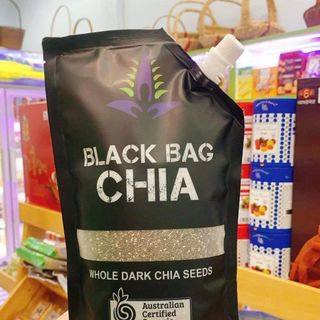 BLACK BAG
CHIA
WHOLE DARK CHIA SEEDS
Australian
Certified